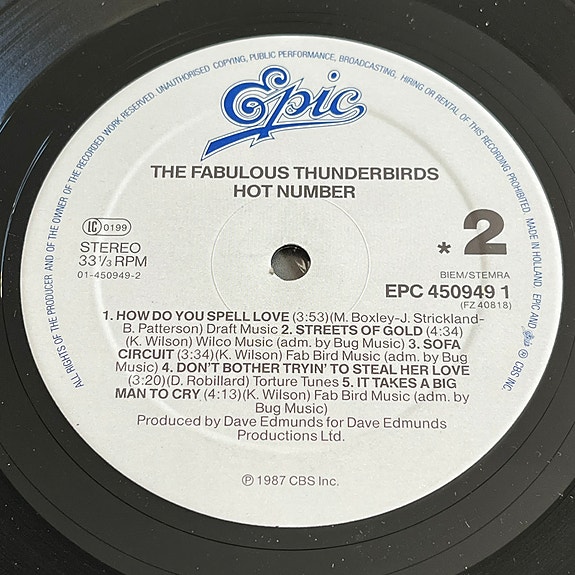 ALL RIGHTS OF THE PRODUCER AND OF THE OWNER OF THE RECORDED WORK RESERVED. UNAUTHORISED COPYING, PUBLIC PERFORMANCE, BROADCASTING, HIRING OR RENTAL OF THIS RECORD PROHIBITED. MADE IN HOLLAND. EPIC AND
® CBS INC.
Epic
THE FABULOUS THUNDERBIRDS
HOT NUMBER
LC 0199
STEREO
33 1/3 RPM
01-450949-2
* 2
BIEM/STEMRA
EPC 450949 1
(FZ 40818)
1. HOW DO YOU SPELL LOVE (3:53)(M. Boxley-J. Strickland-
B. Patterson) Draft Music 2. STREETS OF GOLD (4:34)
(K. Wilson) Wilco Music (adm. by Bug Music) 3. SOFA
CIRCUIT (3:34)(K. Wilson) Fab Bird Music (adm. by Bug
Music) 4. DON'T BOTHER TRYIN' TO STEAL HER LOVE
(3:20)(D. Robillard) Torture Tunes 5. IT TAKES A BIG
MAN TO CRY (4:13)(K. Wilson) Fab Bird Music (adm. by
Bug Music)
Produced by Dave Edmunds for Dave Edmunds
Productions Ltd.
℗ 1987 CBS Inc.